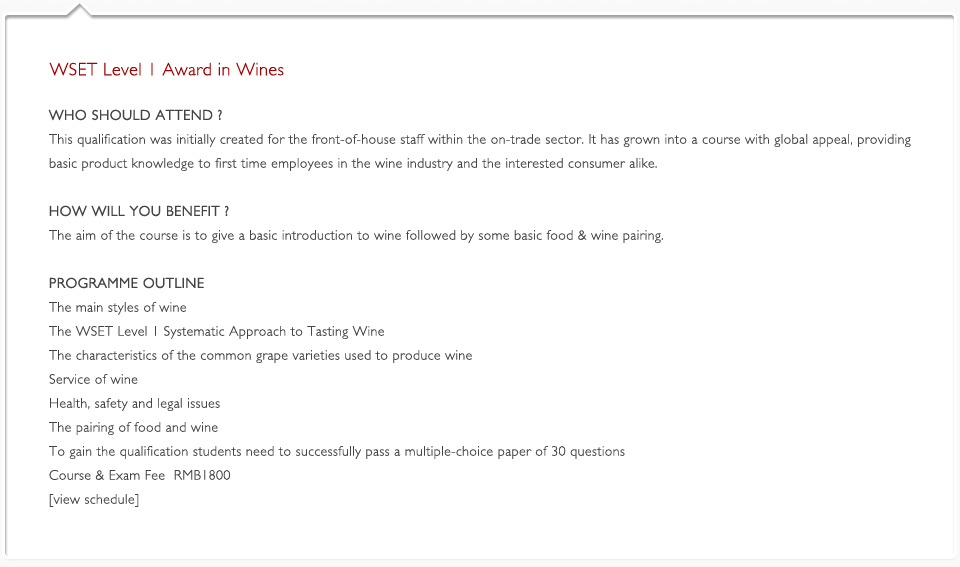 WSET Level 1 Award in Wines
WHO SHOULD ATTEND ?
This qualification was initially created for the front-of-house staff within the on-trade sector. It has grown into a course with global appeal, providing
basic product knowledge to first time employees in the wine industry and the interested consumer alike.
HOW WILL YOU BENEFIT ?
The aim of the course is to give a basic introduction to wine followed by some basic food & wine pairing.
PROGRAMME OUTLINE
The main styles of wine
The WSET Level 1 Systematic Approach to Tasting Wine
The characteristics of the common grape varieties used to produce wine
Service of wine
Health, safety and legal issues
The pairing of food and wine
To gain the qualification students need to successfully pass a multiple-choice paper of 30 questions
Course & Exam Fee  RMB1800
[view schedule]